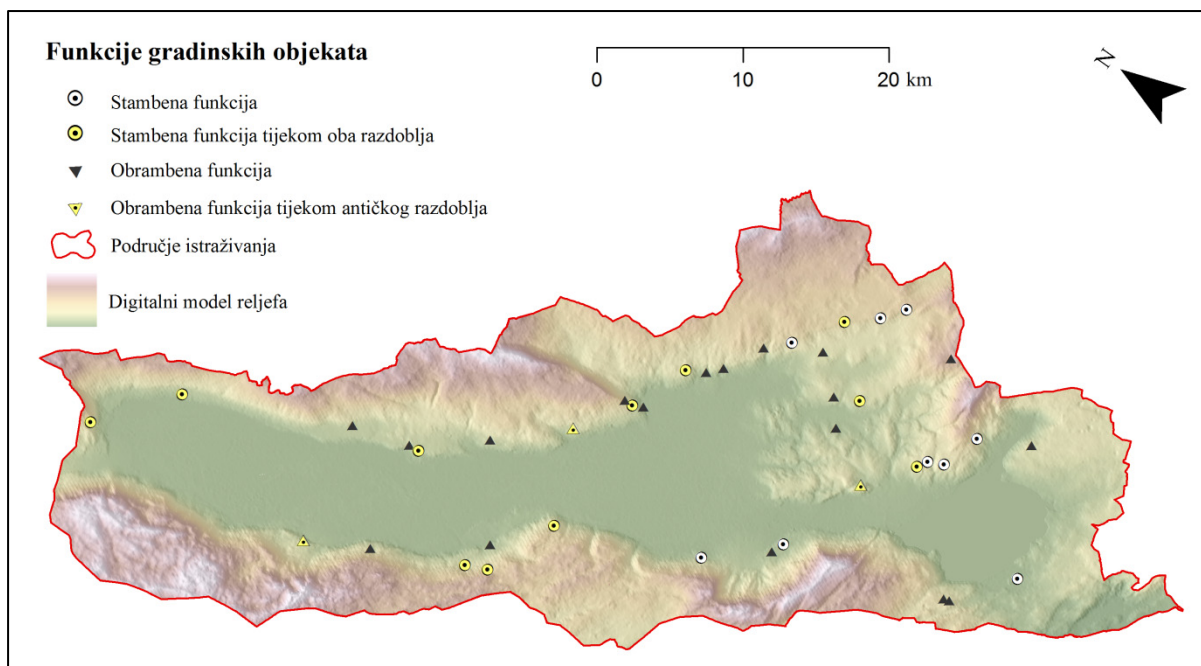 Funkcije gradinskih objekata
Stambena funkcija
Stambena funkcija tijekom oba razdoblja
Obrambena funkcija
Obrambena funkcija tijekom antičkog razdoblja
Područje istraživanja
Digitalni model reljefa
0 10 20 km
N